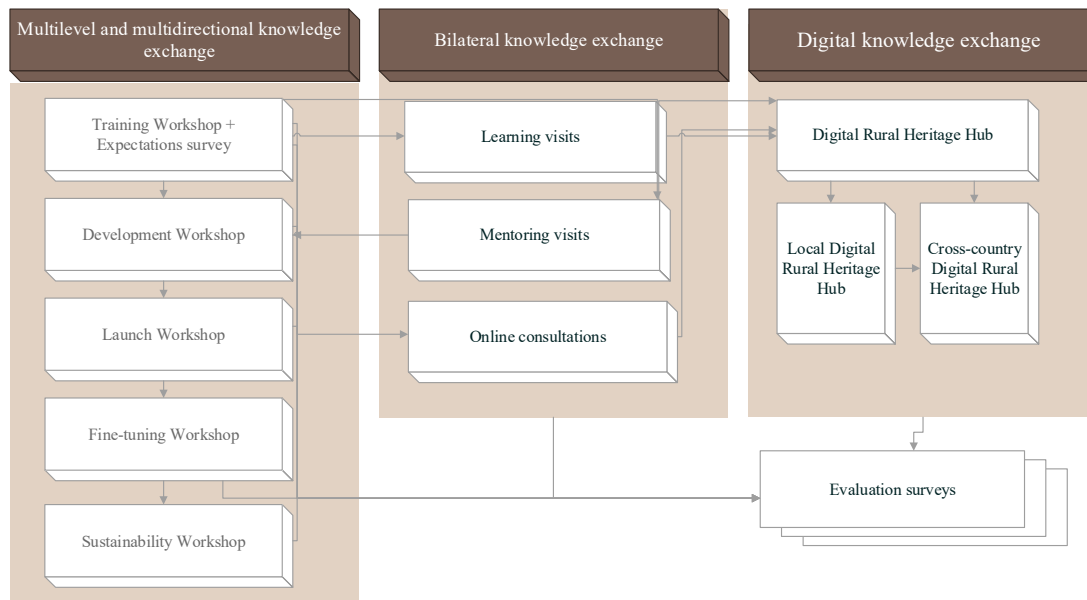 Multilevel and multidirectional knowledge
exchange
Bilateral knowledge exchange
Digital knowledge exchange
Training Workshop +
Expectations survey
Development Workshop
Launch Workshop
Fine-tuning Workshop
Sustainability Workshop
Learning visits
Mentoring visits
Online consultations
Digital Rural Heritage Hub
Local Digital
Rural Heritage
Hub
Cross-country
Digital Rural
Heritage Hub
Evaluation surveys